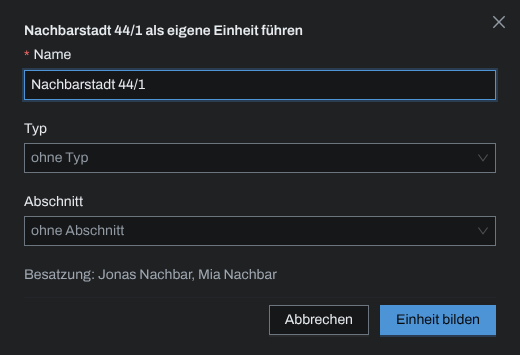 Nachbarstadt 44/1 als eigene Einheit führen
* Name
Nachbarstadt 44/1
Typ
ohne Typ
Abschnitt
ohne Abschnitt
Besatzung: Jonas Nachbar, Mia Nachbar
Abbrechen
Einheit bilden